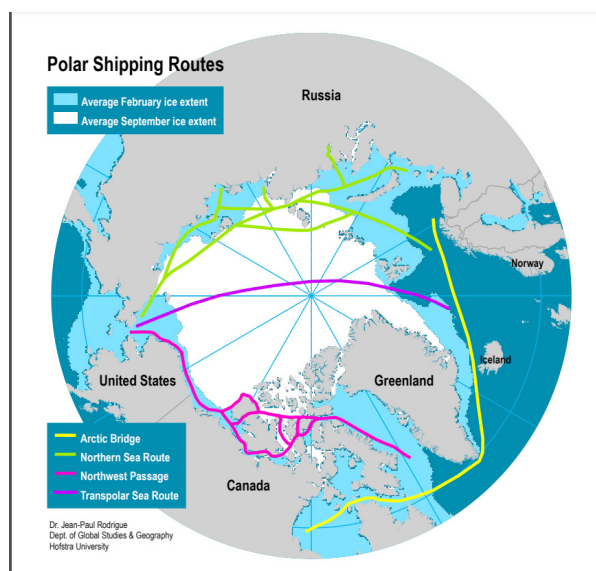 Polar Shipping Routes
Average February ice extent
Average September ice extent
Russia
Norway
Iceland
Greenland
United States
Canada
Arctic Bridge
Northern Sea Route
Northwest Passage
Transpolar Sea Route
Dr. Jean-Paul Rodrigue
Dept. of Global Studies & Geography
Hofstra University